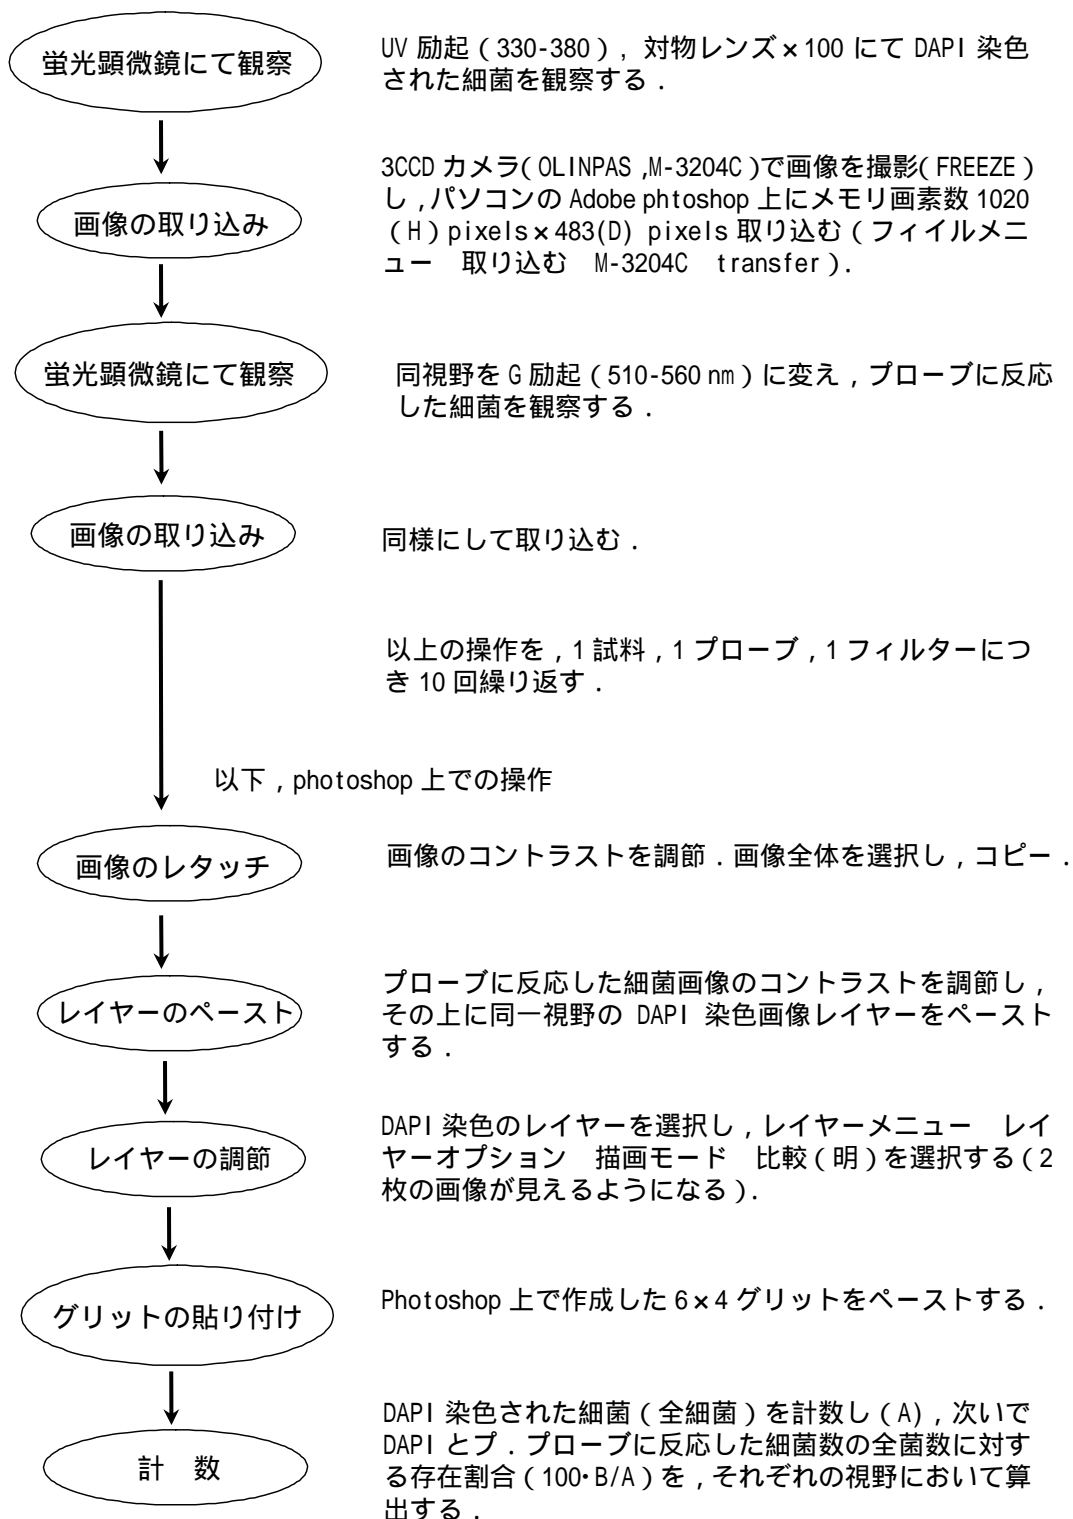 蛍光顕微鏡にて観察
UV 励起（330-380），対物レンズ×100 にて DAPI 染色
された細菌を観察する．
画像の取り込み
3CCD カメラ（OLINPAS，M-3204C）で画像を撮影（FREEZE）
し，パソコンの Adobe phtoshop 上にメモリ画素数 1020
（H）pixels×483(D) pixels 取り込む（フィイルメニ
ュー　取り込む　M-3204C　transfer）．
蛍光顕微鏡にて観察
同視野を G 励起（510-560 nm）に変え，プローブに反応
した細菌を観察する．
画像の取り込み
同様にして取り込む．
以上の操作を，1 試料，1 プローブ，1 フィルターにつ
き 10 回繰り返す．
以下，photoshop 上での操作
画像のレタッチ
画像のコントラストを調節．画像全体を選択し，コピー．
レイヤーのペースト
プローブに反応した細菌画像のコントラストを調節し，
その上に同一視野の DAPI 染色画像レイヤーをペースト
する．
レイヤーの調節
DAPI 染色のレイヤーを選択し，レイヤーメニュー　レイ
ヤーオプション　描画モード　比較（明）を選択する（2
枚の画像が見えるようになる）．
グリットの貼り付け
Photoshop 上で作成した 6×4 グリットをペーストする．
計　数
DAPI 染色された細菌（全細菌）を計数し（A），次いで
DAPI とプ．プローブに反応した細菌数の全菌数に対す
る存在割合（100・B/A）を，それぞれの視野において算
出する．